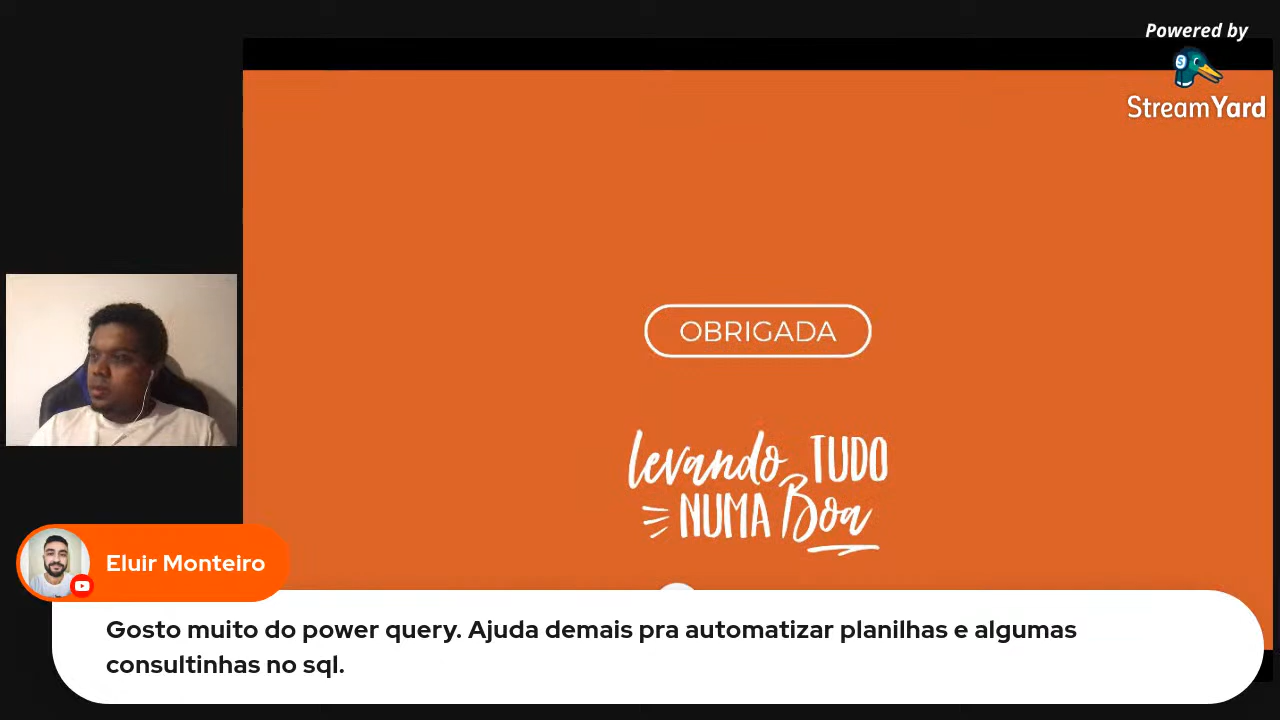 Powered by
StreamYard
OBRIGADA
levando TUDO
NUMA Boa
Eluir Monteiro
Gosto muito do power query. Ajuda demais pra automatizar planilhas e algumas
consultinhas no sql.